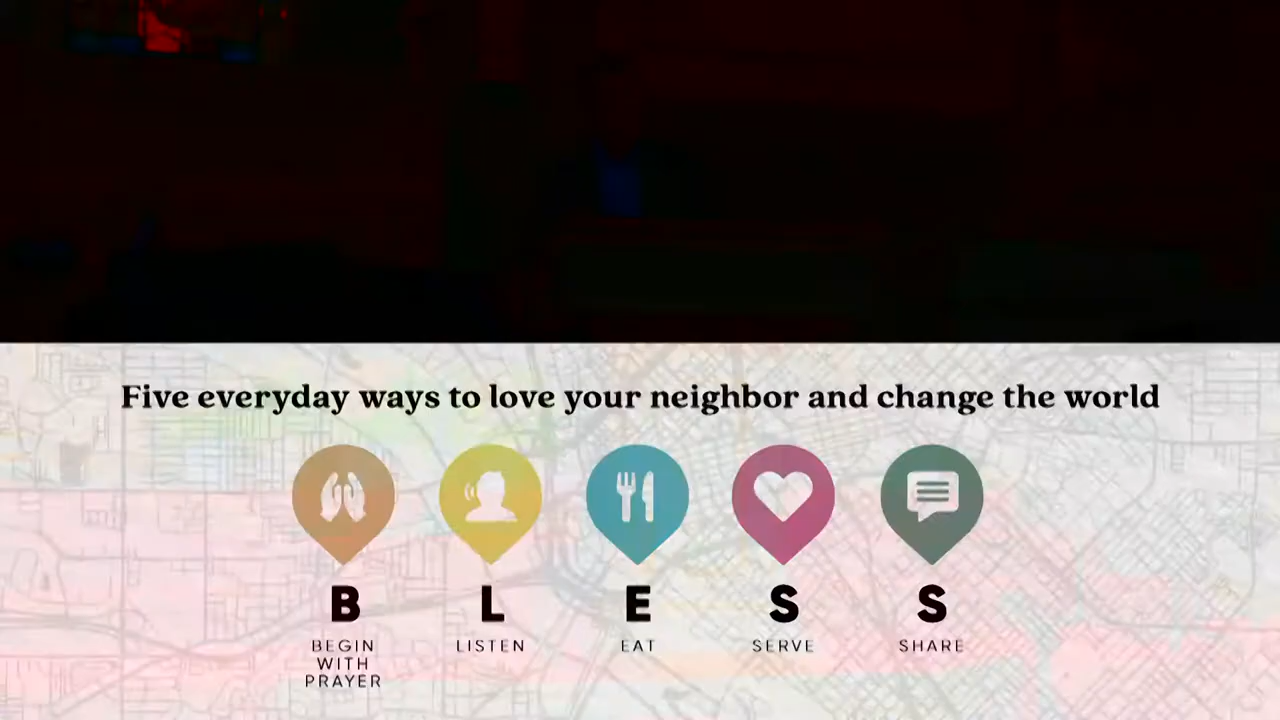 Five everyday ways to love your neighbor and change the world
B L E S S
BEGIN WITH PRAYER
LISTEN
EAT
SERVE
SHARE